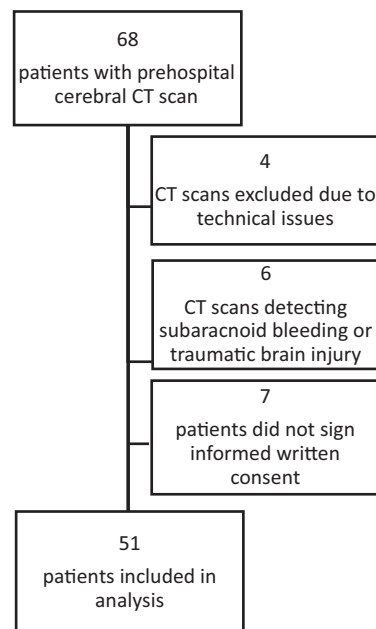 68
patients with prehospital
cerebral CT scan
4
CT scans excluded due to
technical issues
6
CT scans detecting
subaracnoid bleeding or
traumatic brain injury
7
patients did not sign
informed written
consent
51
patients included in
analysis